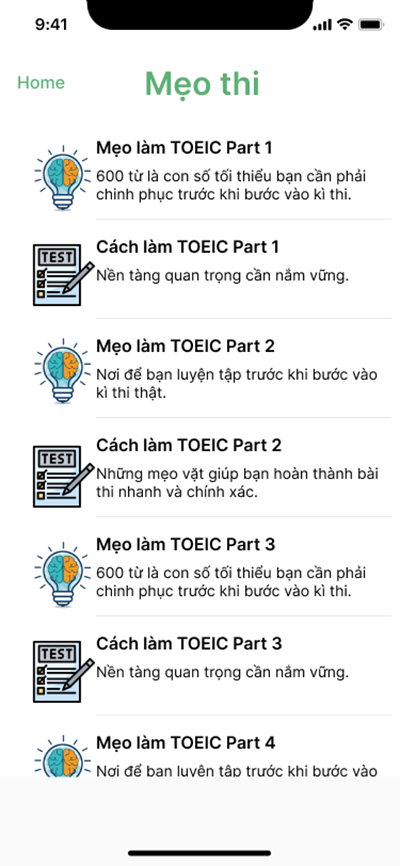 9:41
Home
Mẹo thi
Mẹo làm TOEIC Part 1
600 từ là con số tối thiểu bạn cần phải
chinh phục trước khi bước vào kì thi.
TEST
Cách làm TOEIC Part 1
Nền tàng quan trọng cần nắm vững.
Mẹo làm TOEIC Part 2
Nơi để bạn luyện tập trước khi bước vào
kì thi thật.
TEST
Cách làm TOEIC Part 2
Những mẹo vặt giúp bạn hoàn thành bài
thi nhanh và chính xác.
Mẹo làm TOEIC Part 3
600 từ là con số tối thiểu bạn cần phải
chinh phục trước khi bước vào kì thi.
TEST
Cách làm TOEIC Part 3
Nền tàng quan trọng cần nắm vững.
Mẹo làm TOEIC Part 4
Nơi để bạn luyện tập trước khi bước vào